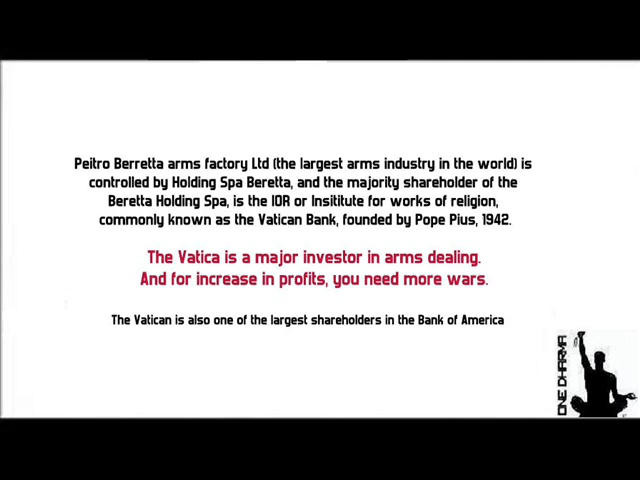 Peitro Berretta arms factory Ltd (the largest arms industry in the world) is
controlled by Holding Spa Beretta, and the majority shareholder of the
Beretta Holding Spa, is the IOR or Insititute for works of religion,
commonly known as the Vatican Bank, founded by Pope Pius, 1942.
The Vatica is a major investor in arms dealing.
And for increase in profits, you need more wars.
The Vatican is also one of the largest shareholders in the Bank of America
ONE DHARMA